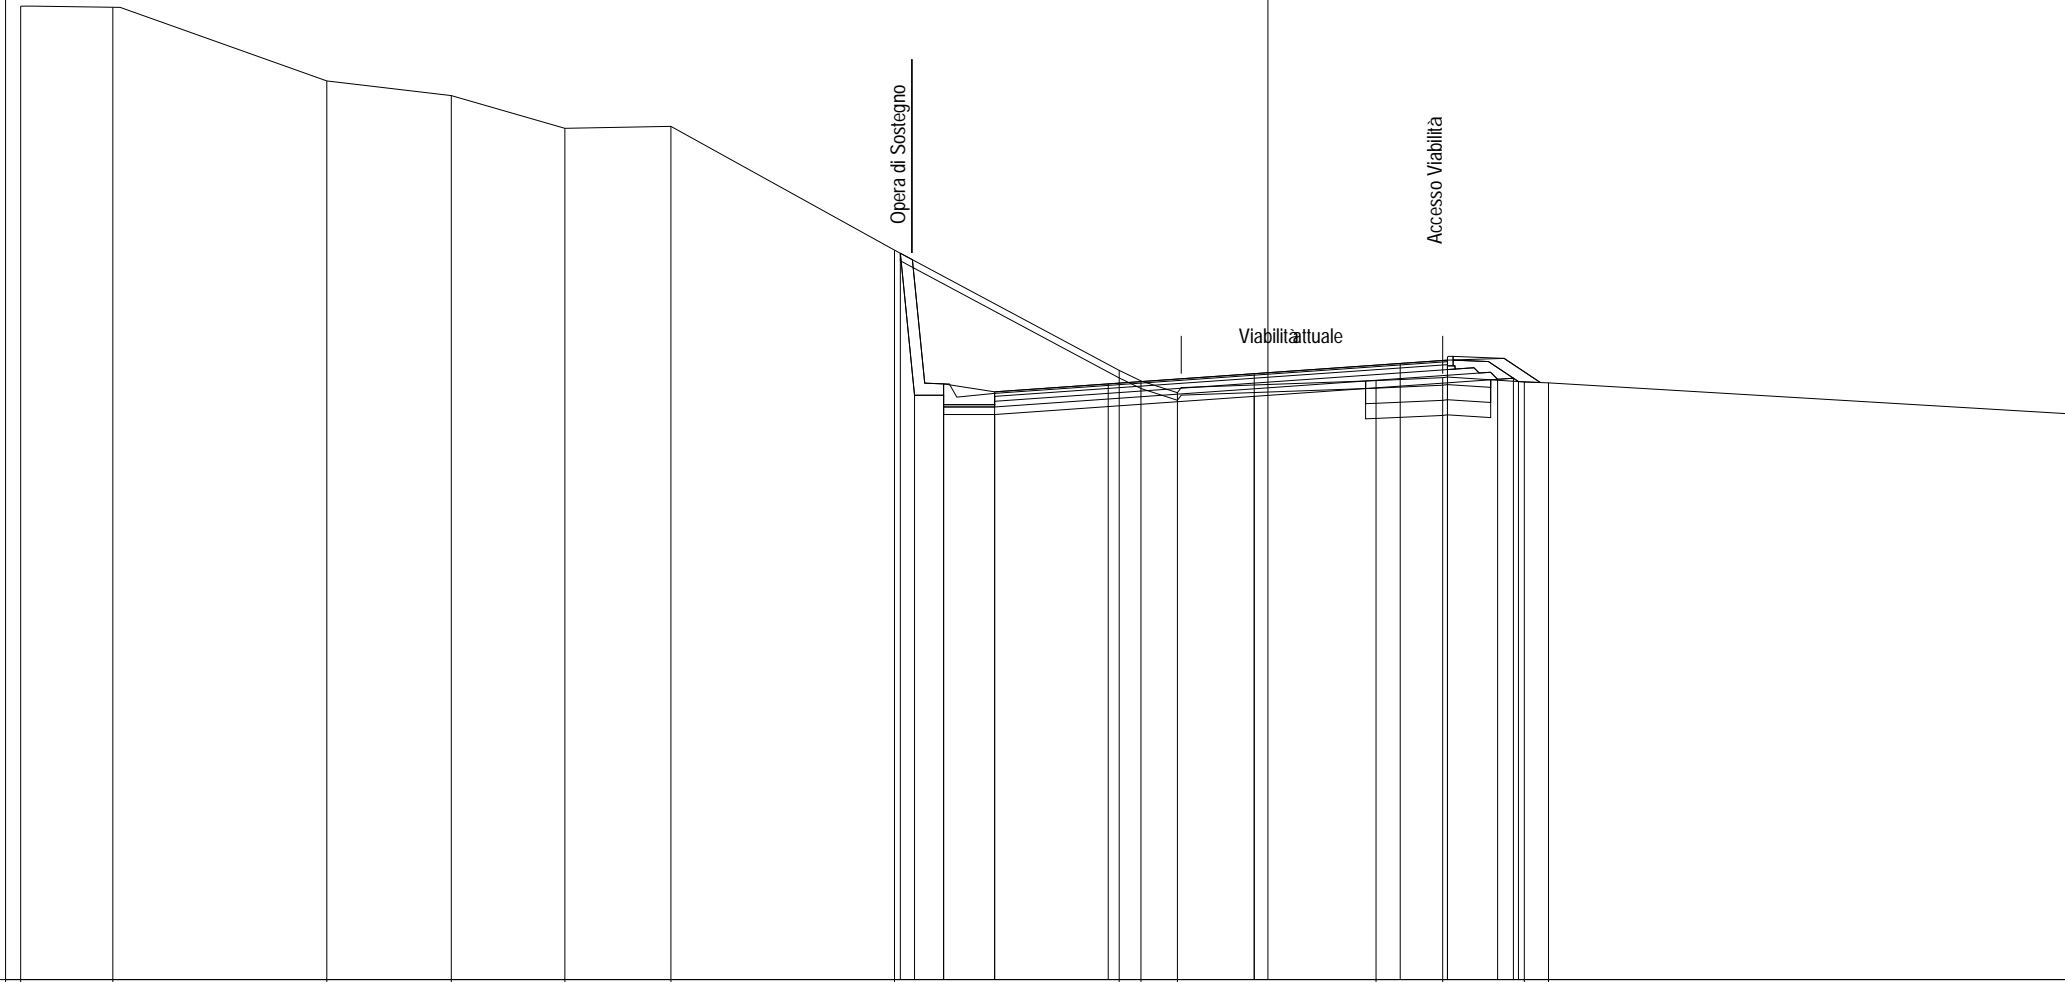 Opera di Sostegno
Accesso Viabilità
Viabilità attuale